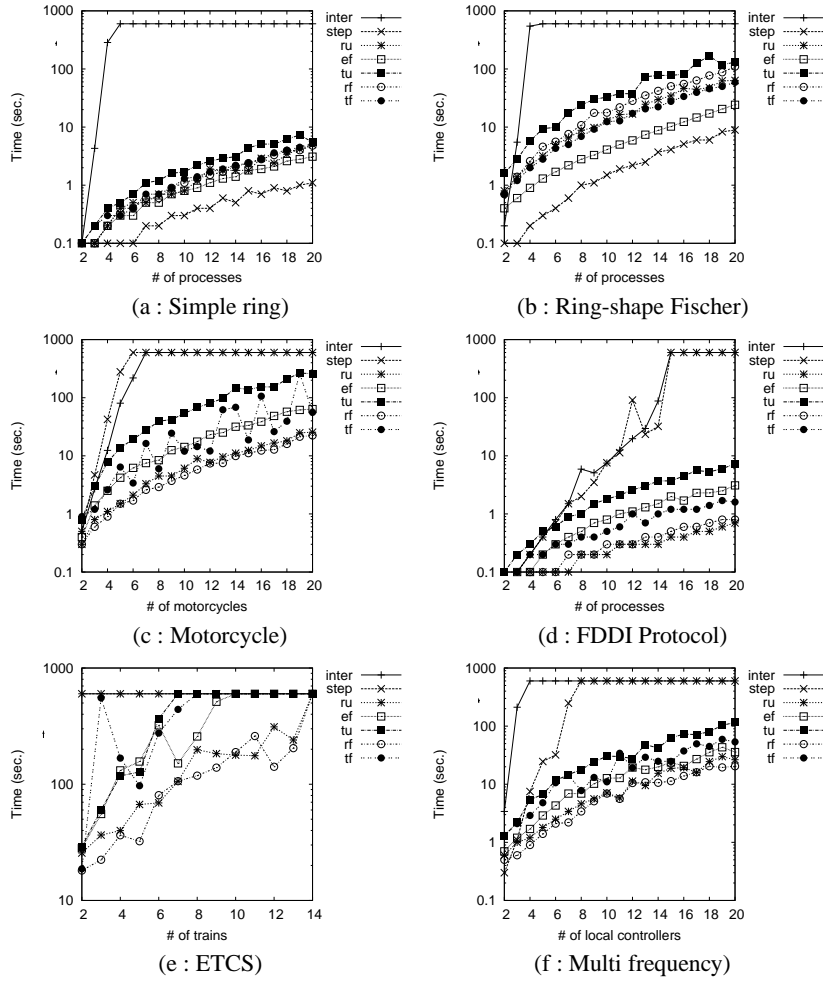 1000
100
10
1
0.1
Time (sec.)
2 4 6 8 10 12 14 16 18 20
# of processes
inter
step
ru
ef
tu
rf
tf
(a : Simple ring)
1000
100
10
1
0.1
Time (sec.)
2 4 6 8 10 12 14 16 18 20
# of processes
inter
step
ru
ef
tu
rf
tf
(b : Ring-shape Fischer)
1000
100
10
1
0.1
Time (sec.)
2 4 6 8 10 12 14 16 18 20
# of motorcycles
inter
step
ru
ef
tu
rf
tf
(c : Motorcycle)
1000
100
10
1
0.1
Time (sec.)
2 4 6 8 10 12 14 16 18 20
# of processes
inter
step
ru
ef
tu
rf
tf
(d : FDDI Protocol)
1000
100
10
Time (sec.)
2 4 6 8 10 12 14
# of trains
inter
step
ru
ef
tu
rf
tf
(e : ETCS)
1000
100
10
1
0.1
Time (sec.)
2 4 6 8 10 12 14 16 18 20
# of local controllers
inter
step
ru
ef
tu
rf
tf
(f : Multi frequency)